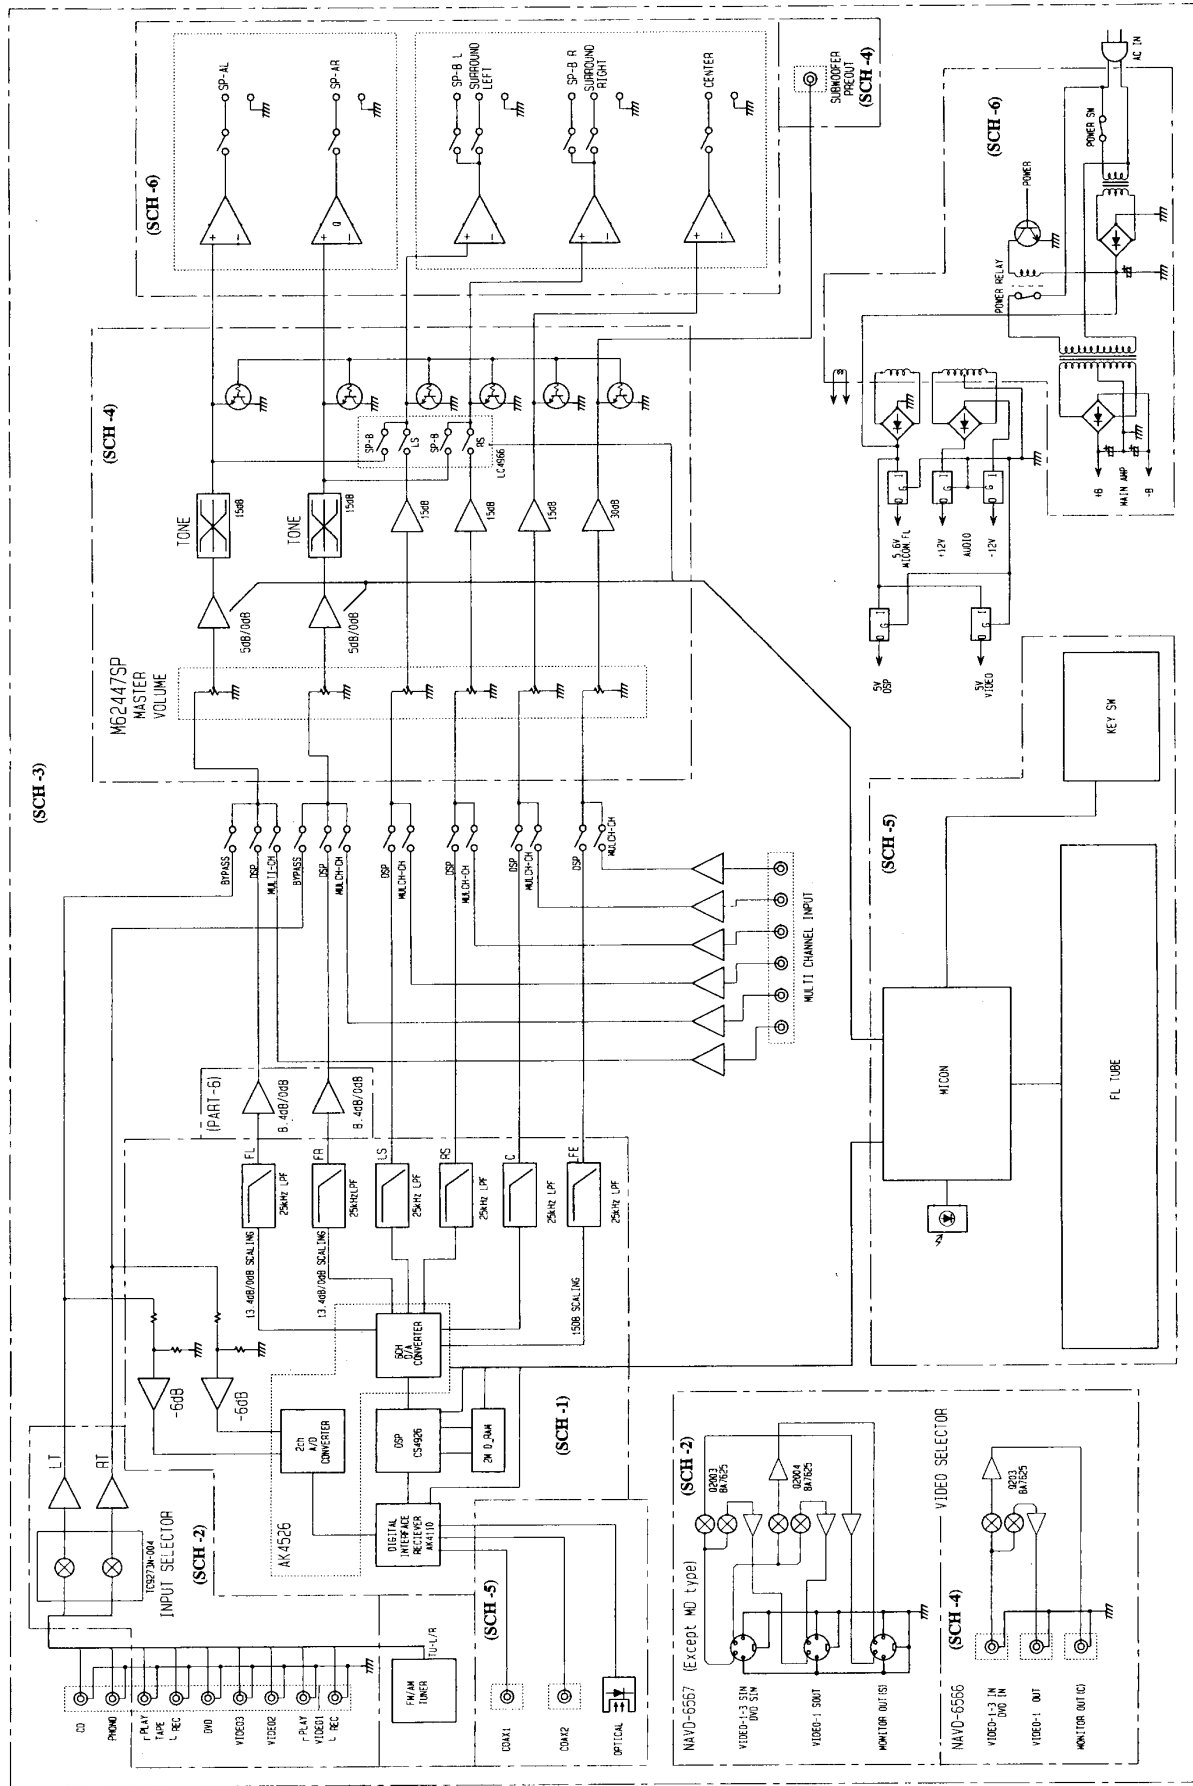 (SCH -3)
CD
PHONO
PLAY
TAPE
REC
DVD
VIDEO3
VIDEO2
PLAY
VIDEO1
REC
FM/AM
TUNER
TU-L/R
TC9273N-004
INPUT SELECTOR
(SCH -2)
LT
RT
-6dB
-6dB
AK4526
2ch
A/D
CONVERTER
DIGITAL
INTERFACE
RECIEVER
AK4110
DSP
CS4926
2M D_RAM
6CH
D/A
CONVERTER
(SCH -1)
(SCH -5)
COAX1
COAX2
OPTICAL
13.4dB/0dB SCALING
13.4dB/0dB SCALING
15DB SCALING
25kHz LPF
25kHzLPF
25kHz LPF
25kHz LPF
25kHz LPF
25kHz LPF
FL
FR
LS
RS
C
FE
(PART-6)
8.4dB/0dB
8.4dB/0dB
BYPASS
DSP
MULTI-CH
BYPASS
DSP
MULCH-CH
DSP
MULCH-CH
DSP
MULCH-CH
DSP
MULCH-CH
DSP
MULCH-CH
MULTI CHANNEL INPUT
M62447SP
MASTER
VOLUME
(SCH -4)
5dB/0dB
5dB/0dB
TONE
15dB
TONE
15dB
15dB
15dB
15dB
30dB
SP-B
LS
SP-B
RS
LC4966
(SCH -6)
SP-AL
SP-AR
SP-B L
SURROUND
LEFT
SP-B R
SURROUND
RIGHT
CENTER
SUBWOOFER
PREOUT
(SCH -4)
NAVD-6567 (Except MD type)
(SCH -2)
VIDEO-1-3 SIN
DVD SIN
VIDEO-1 SOUT
MONITOR OUT(S)
Q2003
BA7625
Q2004
BA7625
VIDEO SELECTOR
NAVD-6566
(SCH -4)
VIDEO-1-3 IN
DVD IN
VIDEO-1 OUT
MONITOR OUT(C)
Q203
BA7625
(SCH -5)
MICON
KEY SW
FL TUBE
(SCH -6)
AC IN
POWER SW
POWER
POWER RELAY
5V
DSP
5V
VIDEO
5.6V
MICON.FL
+12V
AUDIO
-12V
O G I
O G I
O G I
O G I
O G I
+B
MAIN AMP
-B